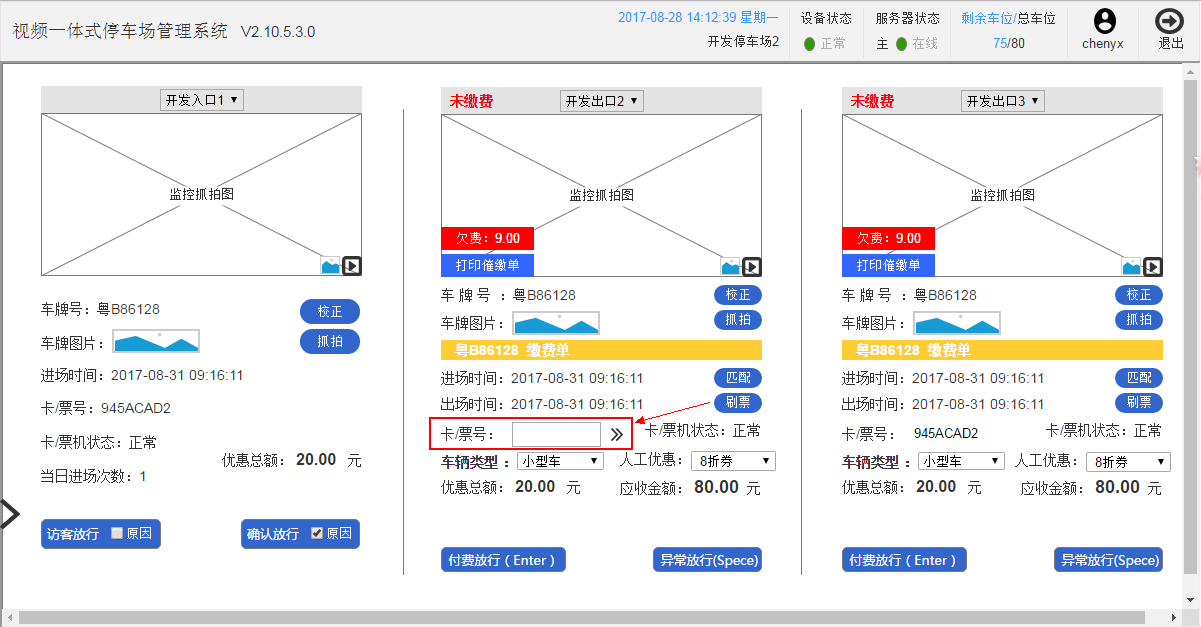 视频一体式停车场管理系统 V2.10.5.3.0
2017-08-28 14:12:39 星期一
开发停车场2
设备状态
正常
服务器状态
主 在线
剩余车位/总车位
75/80
chenyx
退出
开发入口1
监控抓拍图
车牌号：粤B86128
校正
车牌图片：
抓拍
进场时间：2017-08-31 09:16:11
卡/票号：945ACAD2
卡/票机状态：正常
优惠总额： 20.00 元
当日进场次数：1
访客放行 原因
确认放行 原因
未缴费
开发出口2
监控抓拍图
欠费：9.00
打印催缴单
车 牌 号 ：粤B86128
校正
车牌图片：
抓拍
粤B86128 缴费单
进场时间：2017-08-31 09:16:11
匹配
出场时间：2017-08-31 09:16:11
刷票
卡/票号：
卡/票机状态：正常
车辆类型： 小型车
人工优惠： 8折券
优惠总额： 20.00 元
应收金额： 80.00 元
付费放行（Enter）
异常放行(Spece)
未缴费
开发出口3
监控抓拍图
欠费：9.00
打印催缴单
车 牌 号 ：粤B86128
校正
车牌图片：
抓拍
粤B86128 缴费单
进场时间：2017-08-31 09:16:11
匹配
出场时间：2017-08-31 09:16:11
刷票
卡/票号： 945ACAD2
卡/票机状态：正常
车辆类型： 小型车
人工优惠： 8折券
优惠总额： 20.00 元
应收金额： 80.00 元
付费放行（Enter）
异常放行(Spece)